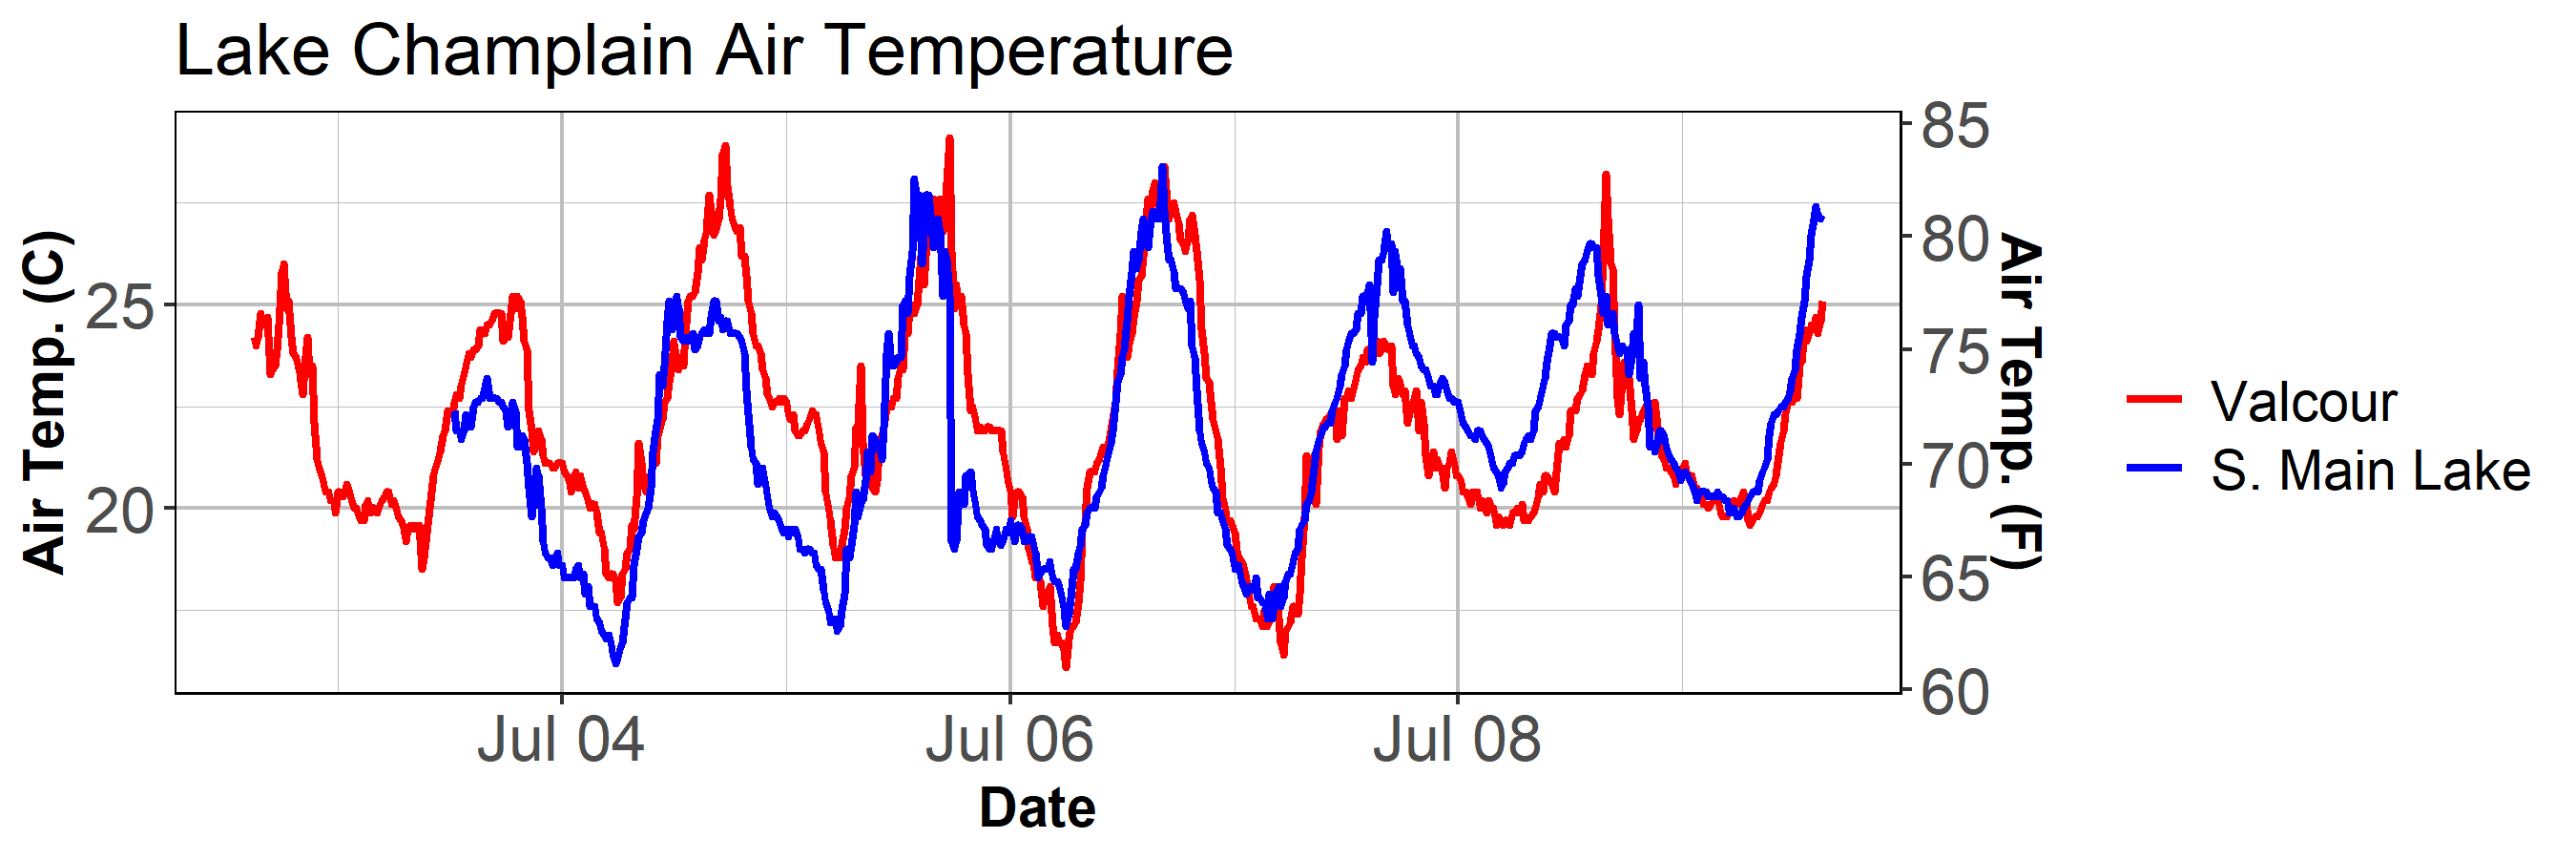 Lake Champlain Air Temperature
Air Temp. (C)
25
20
85
80
75
70
65
60
Air Temp. (F)
Jul 04
Jul 06
Jul 08
Date
Valcour
S. Main Lake